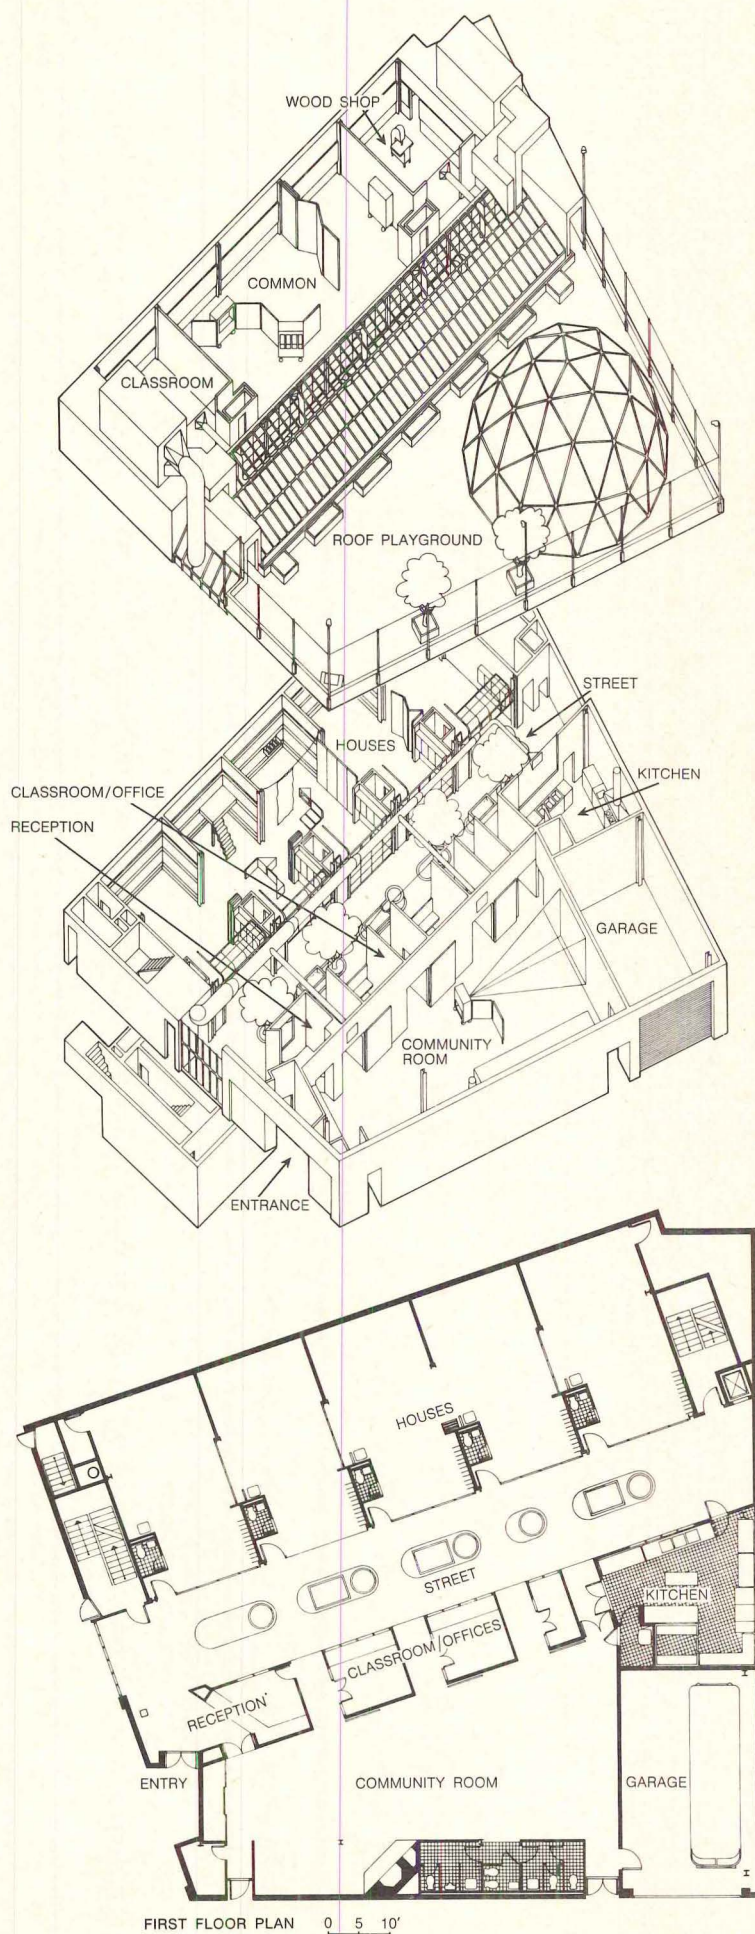 WOOD SHOP
COMMON
CLASSROOM
ROOF PLAYGROUND
STREET
HOUSES
KITCHEN
CLASSROOM/OFFICE
RECEPTION
GARAGE
COMMUNITY
ROOM
ENTRANCE
HOUSES
STREET
KITCHEN
CLASSROOM/OFFICES
RECEPTION
ENTRY
COMMUNITY ROOM
GARAGE
FIRST FLOOR PLAN 0 5 10'